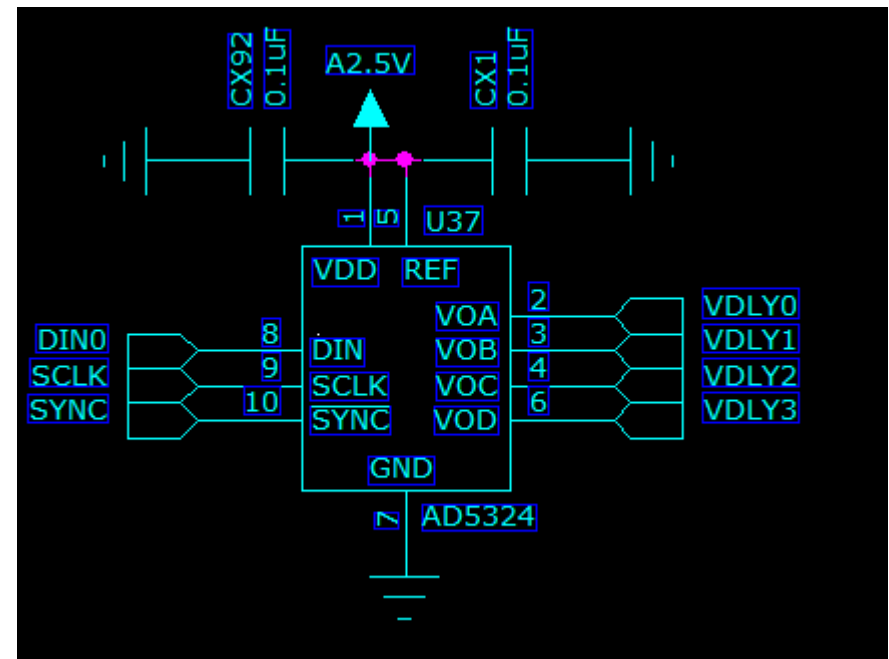 CX92
0.1uF
A2.5V
CX1
0.1uF
1
5
U37
VDD
REF
VOA
2
VDLY0
DIN0
8
DIN
VOB
3
VDLY1
SCLK
9
SCLK
VOC
4
VDLY2
SYNC
10
SYNC
VOD
6
VDLY3
GND
7
AD5324